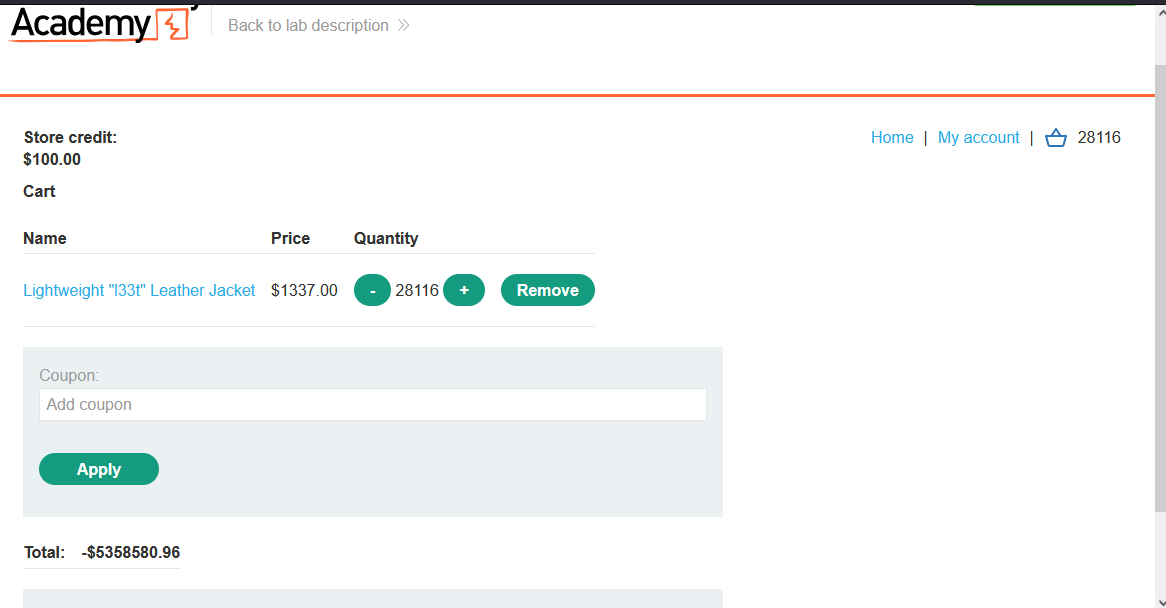 Academy
Back to lab description
Store credit:
$100.00
Home | My account | 28116
Cart
Name Price Quantity
Lightweight "l33t" Leather Jacket $1337.00 - 28116 + Remove
Coupon:
Add coupon
Apply
Total: -$5358580.96